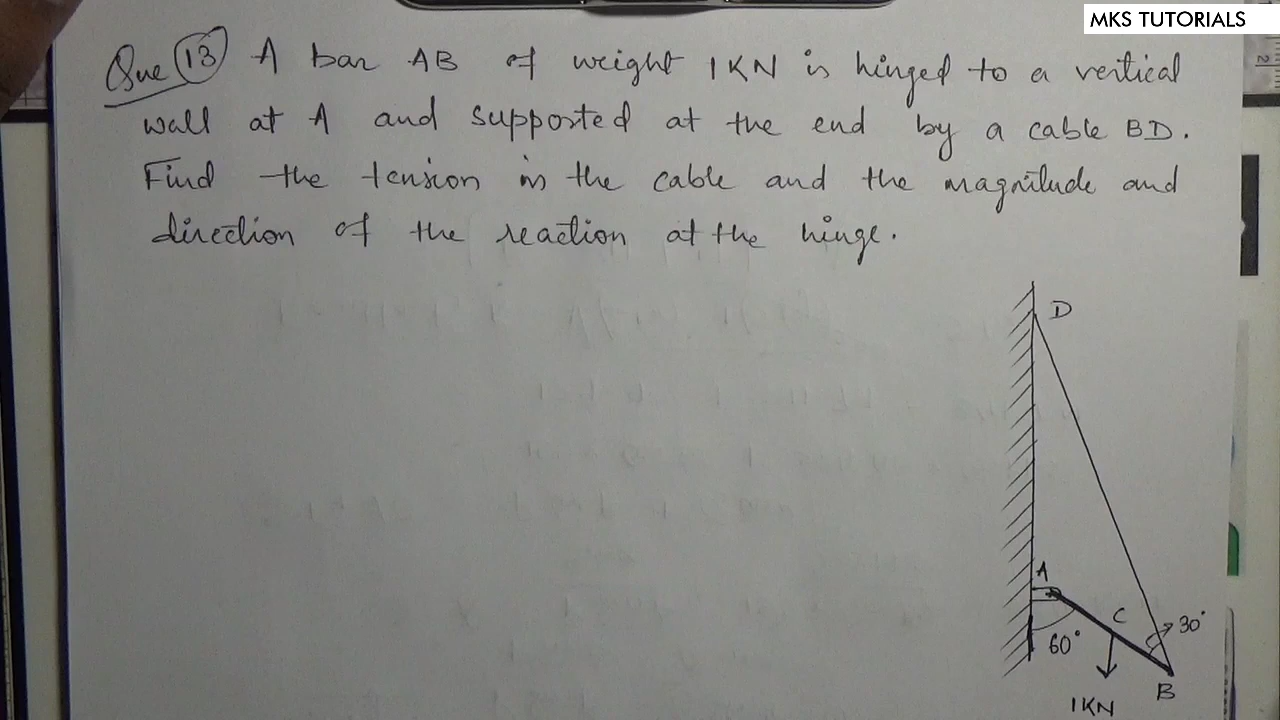 MKS TUTORIALS
Que 13 A bar AB of weight 1KN is hinged to a vertical
wall at A and supported at the end by a cable BD.
Find the tension in the cable and the magnitude and
direction of the reaction at the hinge.
D
A
C
30°
60°
B
1KN